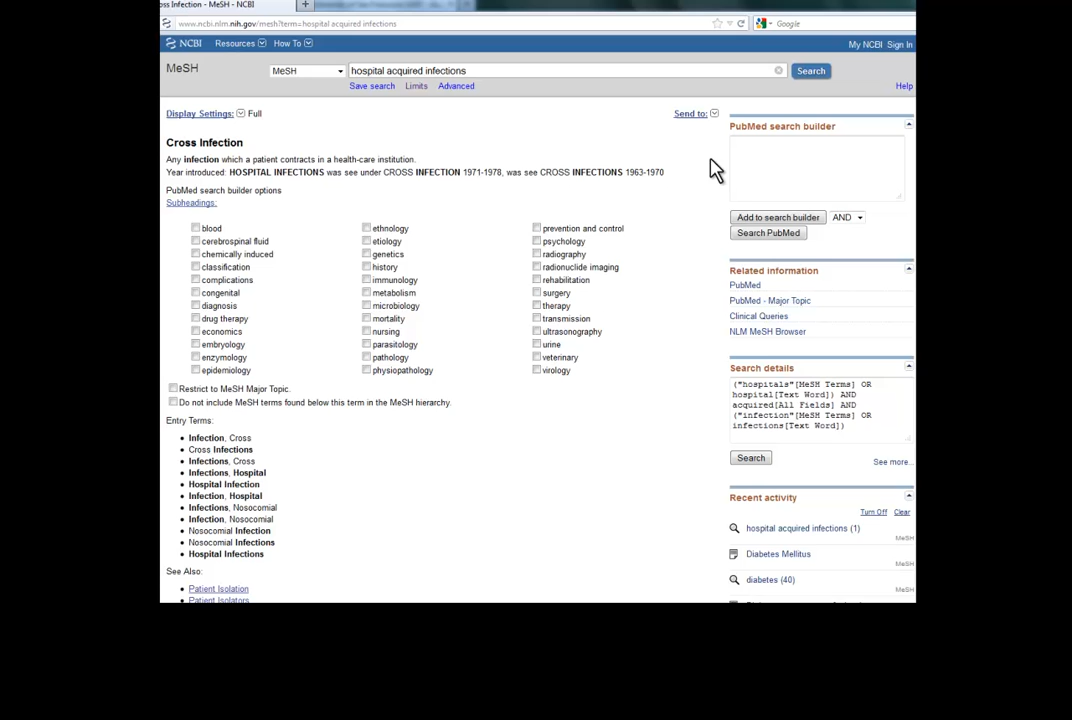 oss Infection - MeSH - NCBI
www.ncbi.nlm.nih.gov/mesh?term=hospital acquired infections
Google
NCBI Resources How To
My NCBI Sign In
MeSH
MeSH
hospital acquired infections
Search
Save search Limits Advanced
Help
Display Settings: Full
Send to:
Cross Infection
Any infection which a patient contracts in a health-care institution.
Year introduced: HOSPITAL INFECTIONS was see under CROSS INFECTION 1971-1978, was see CROSS INFECTIONS 1963-1970
PubMed search builder options
Subheadings:
blood
cerebrospinal fluid
chemically induced
classification
complications
congenital
diagnosis
drug therapy
economics
embryology
enzymology
epidemiology
ethnology
etiology
genetics
history
immunology
metabolism
microbiology
mortality
nursing
parasitology
pathology
physiopathology
prevention and control
psychology
radiography
radionuclide imaging
rehabilitation
surgery
therapy
transmission
ultrasonography
urine
veterinary
virology
Restrict to MeSH Major Topic.
Do not include MeSH terms found below this term in the MeSH hierarchy.
Entry Terms:
Infection, Cross
Cross Infections
Infections, Cross
Infections, Hospital
Hospital Infection
Infection, Hospital
Infections, Nosocomial
Infection, Nosocomial
Nosocomial Infection
Nosocomial Infections
Hospital Infections
See Also:
Patient Isolation
Patient Isolators
PubMed search builder
Add to search builder AND
Search PubMed
Related information
PubMed
PubMed - Major Topic
Clinical Queries
NLM MeSH Browser
Search details
("hospitals"[MeSH Terms] OR
hospital[Text Word]) AND
acquired[All Fields] AND
("infection"[MeSH Terms] OR
infections[Text Word])
Search
See more...
Recent activity
Turn Off Clear
hospital acquired infections (1)
MeSH
Diabetes Mellitus
MeSH
diabetes (40)
MeSH